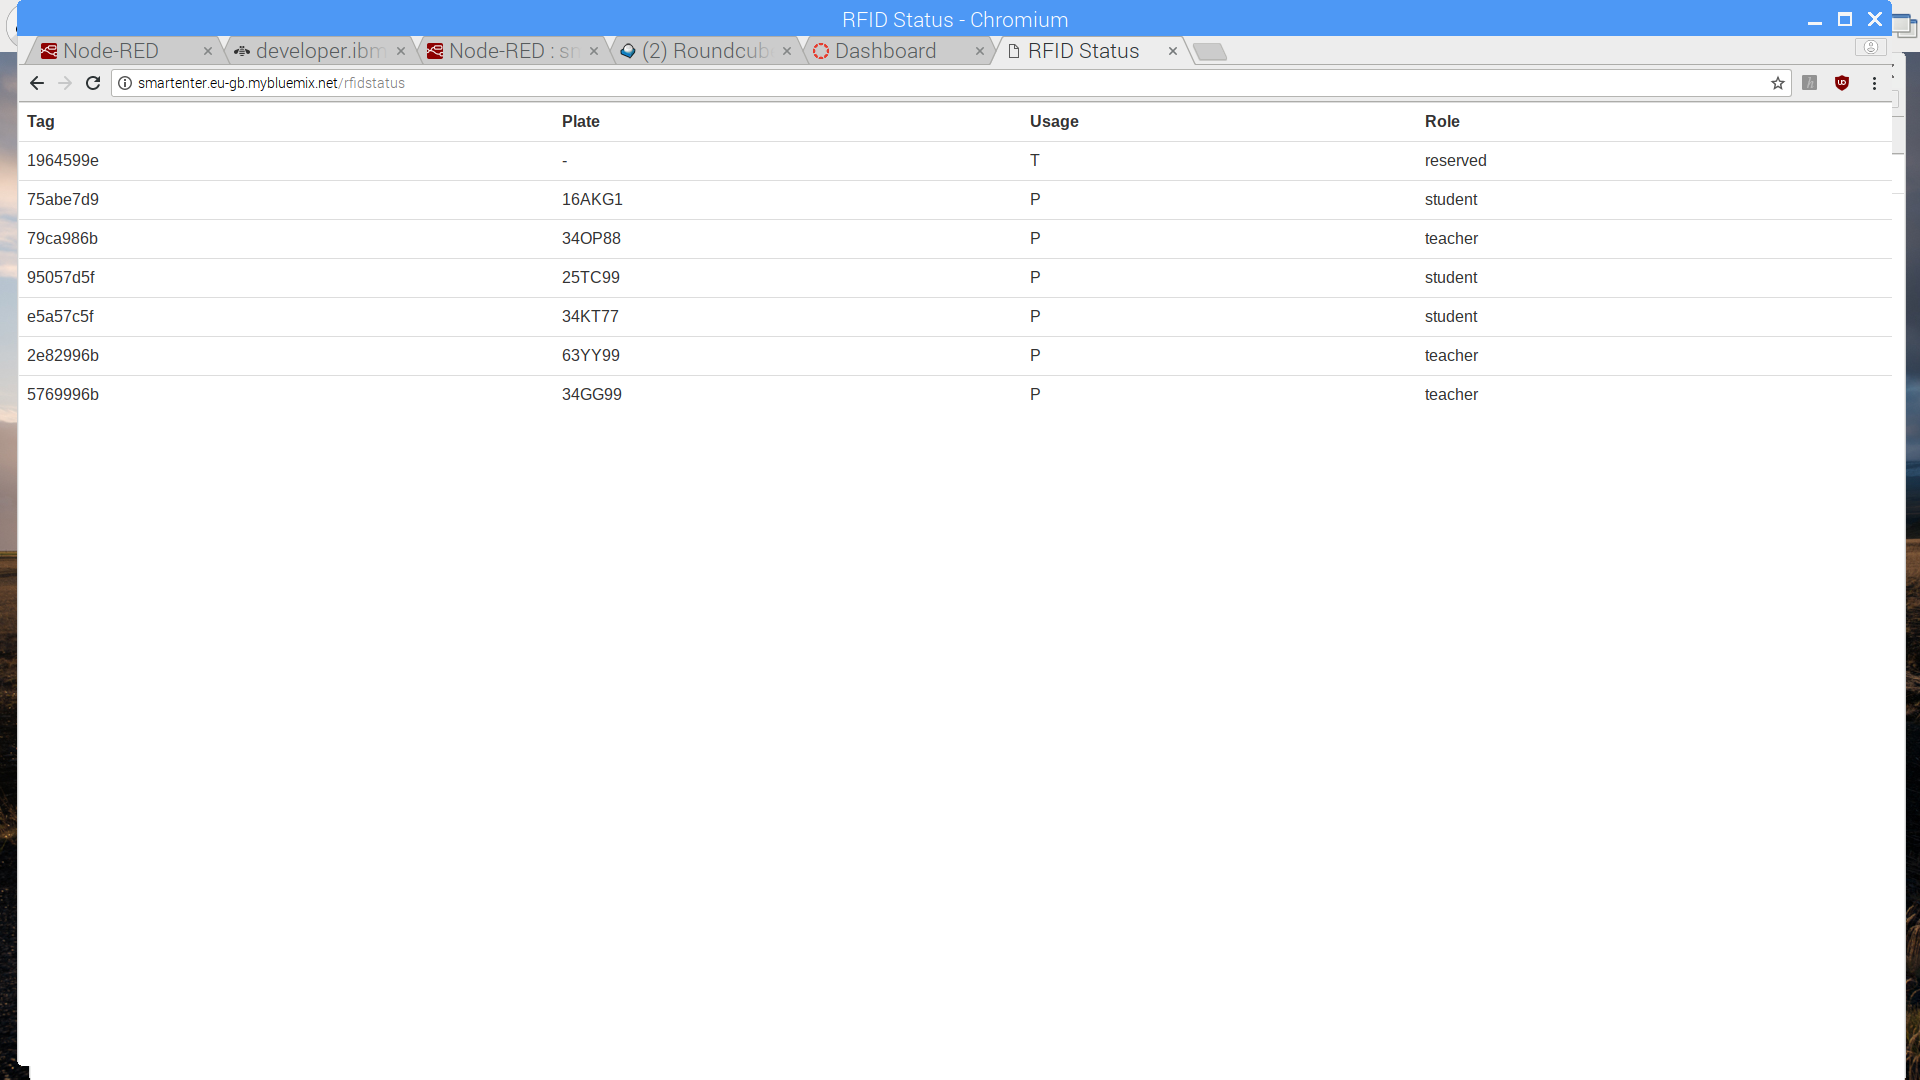 RFID Status - Chromium
Node-RED developer.ibm Node-RED : sm (2) Roundcub Dashboard RFID Status
smartenter.eu-gb.mybluemix.net/rfidstatus
Tag Plate Usage Role
1964599e - T reserved
75abe7d9 16AKG1 P student
79ca986b 34OP88 P teacher
95057d5f 25TC99 P student
e5a57c5f 34KT77 P student
2e82996b 63YY99 P teacher
5769996b 34GG99 P teacher